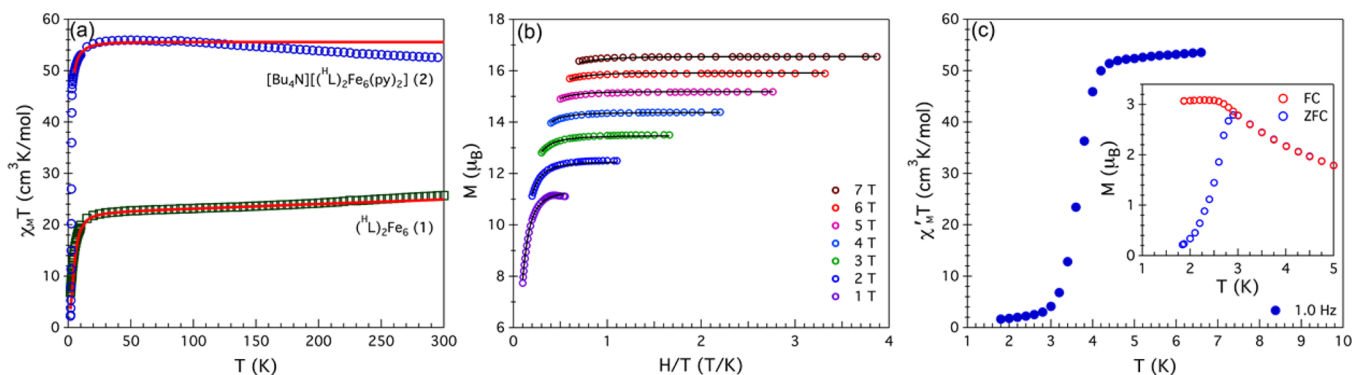 (a)
χMT (cm³K/mol)
60
50
40
30
20
10
0
[Bu₄N][(ᴴL)₂Fe₆(py)₂] (2)
(ᴴL)₂Fe₆ (1)
0 50 100 150 200 250 300
T (K)
(b)
M (μB)
18
16
14
12
10
8
6
7 T
6 T
5 T
4 T
3 T
2 T
1 T
0 1 2 3 4
H/T (T/K)
(c)
χ′MT (cm³K/mol)
60
50
40
30
20
10
0
M (μB)
3
2
1
0
FC
ZFC
1 2 3 4 5
T (K)
1.0 Hz
1 2 3 4 5 6 7 8 9 10
T (K)